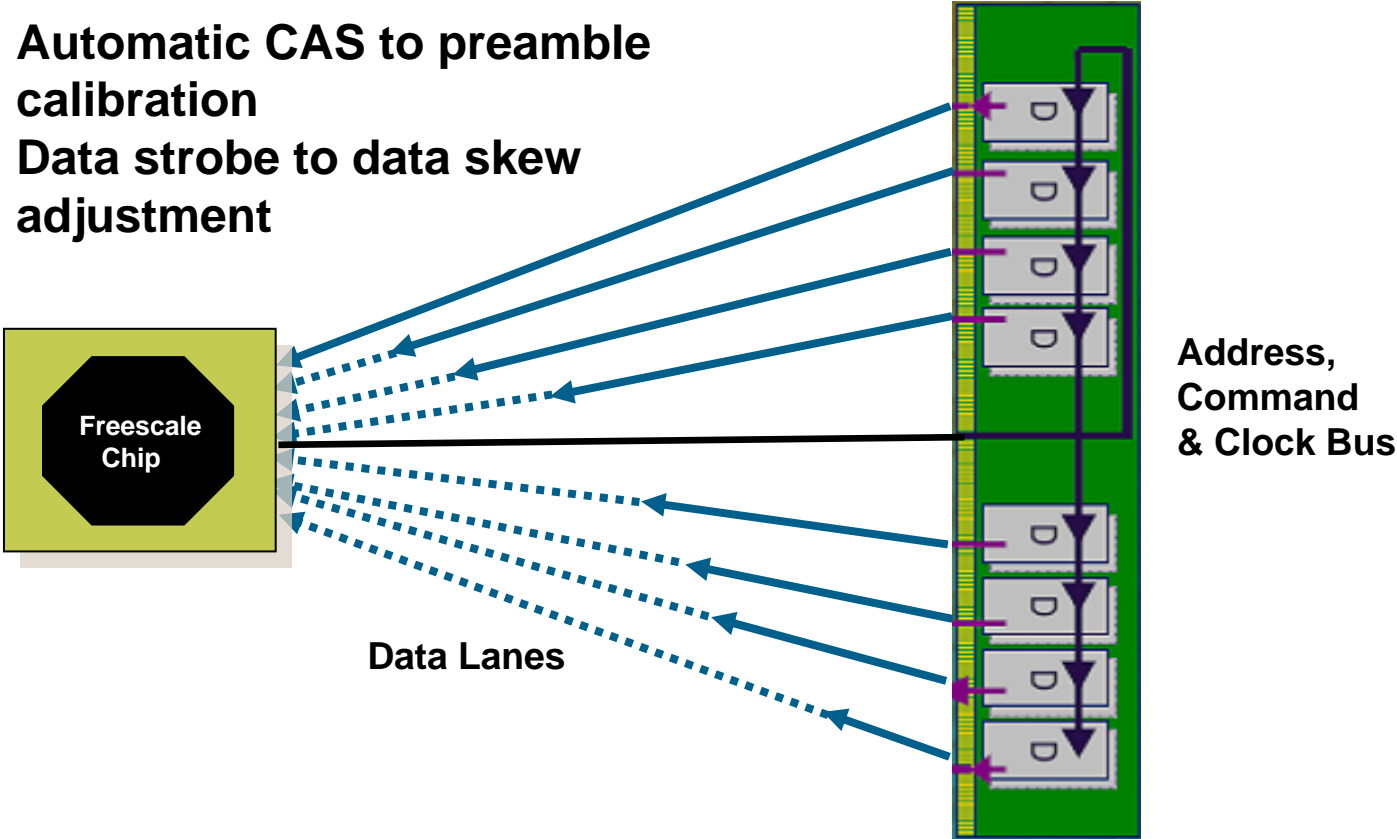 Automatic CAS to preamble
calibration
Data strobe to data skew
adjustment
D
D
D
D
Address,
Command
& Clock Bus
Freescale
Chip
D
D
D
D
Data Lanes